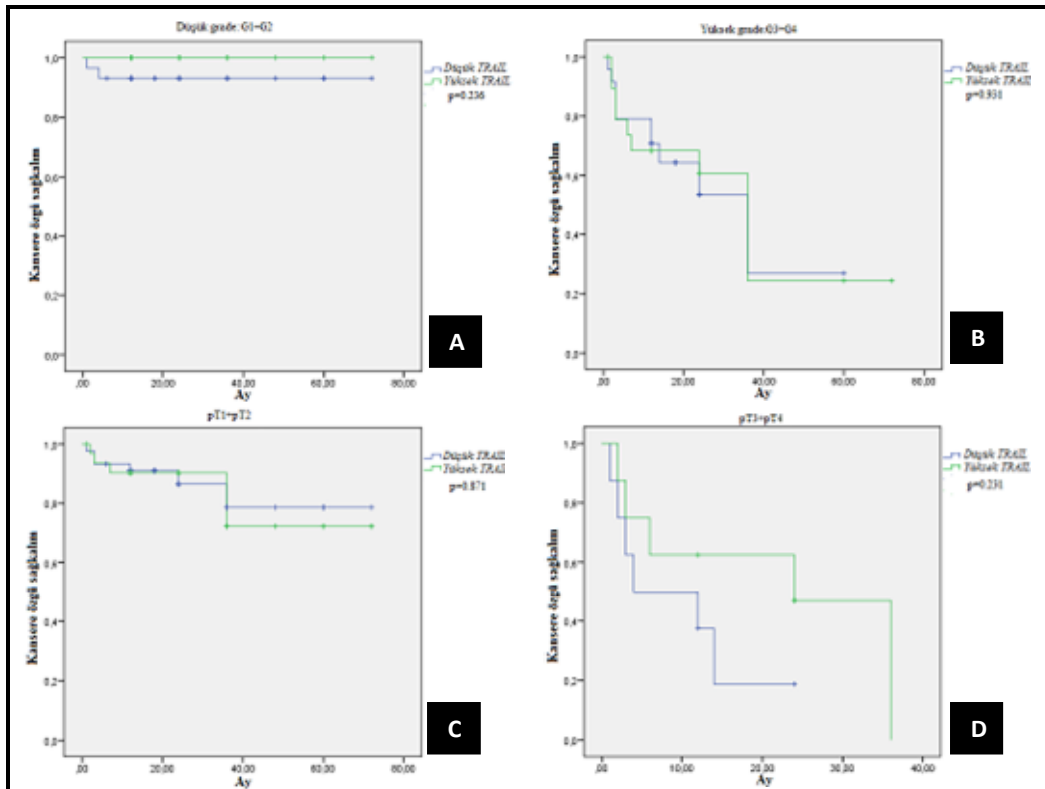 Düşük grade: G1+G2
Düşük TRAIL
Yüksek TRAIL
p=0.236
Kansere özgü sağkalım
1,0
0,8
0,6
0,4
0,2
0,0
,00
20,00
40,00
60,00
80,00
Ay
A
Yüksek grade:G3+G4
Düşük TRAIL
Yüksek TRAIL
p=0.931
Kansere özgü sağkalım
1,0
0,8
0,6
0,4
0,2
0,0
,00
20,00
40,00
60,00
80,00
Ay
B
pT1+pT2
Düşük TRAIL
Yüksek TRAIL
p=0.871
Kansere özgü sağkalım
1,0
0,8
0,6
0,4
0,2
0,0
,00
20,00
40,00
60,00
80,00
Ay
C
pT3+pT4
Düşük TRAIL
Yüksek TRAIL
p=0.231
Kansere özgü sağkalım
1,0
0,8
0,6
0,4
0,2
0,0
,00
10,00
20,00
30,00
40,00
Ay
D